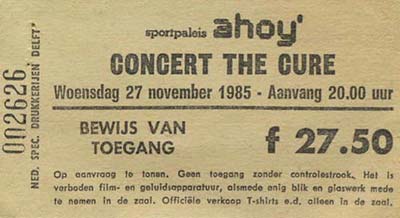 sportpaleis ahoy'
CONCERT THE CURE
Woensdag 27 november 1985 - Aanvang 20.00 uur
BEWIJS VAN
TOEGANG
f 27.50
Op aanvraag te tonen. Geen toegang zonder controlestrook. Het is
verboden film- en geluidsapparatuur, alsmede enig blik en glaswerk mede
te nemen in de zaal. Officiële verkoop T-shirts e.d. alleen in de zaal.
002626
NED. SPEC. DRUKKERIJEN DELFT"